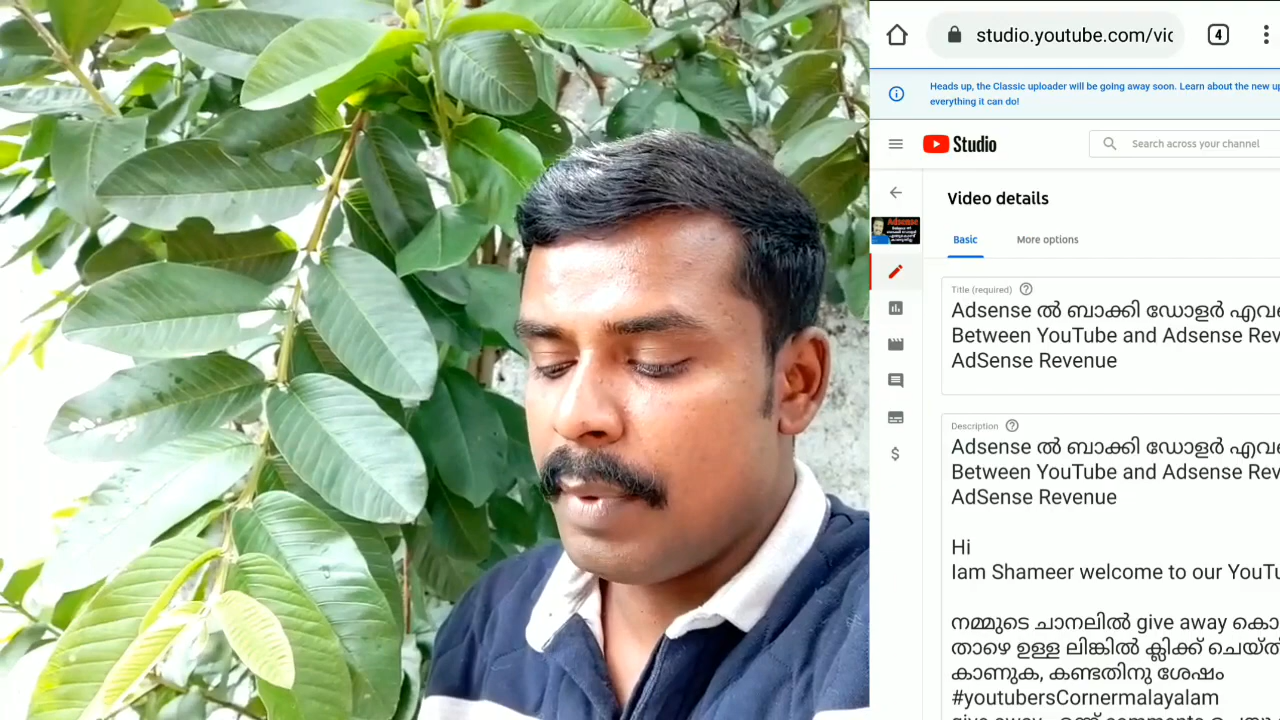 studio.youtube.com/vic
4
Heads up, the Classic uploader will be going away soon. Learn about the new up
everything it can do!
Studio
Search across your channel
Video details
Adsense
Basic
More options
Title (required)
Adsense ൽ ബാക്കി ഡോളർ
Between YouTube and Adsense Rev
AdSense Revenue
Description
Adsense ൽ ബാക്കി ഡോളർ
Between YouTube and Adsense Rev
AdSense Revenue
Hi
Iam Shameer welcome to our YouTu
നമ്മുടെ ചാനലിൽ give away
താഴെ ഉള്ള ലിങ്കിൽ ക്ലിക്ക്
കാണുക, കണ്ടതിനു ശേഷം
#youtubersCornermalayalam